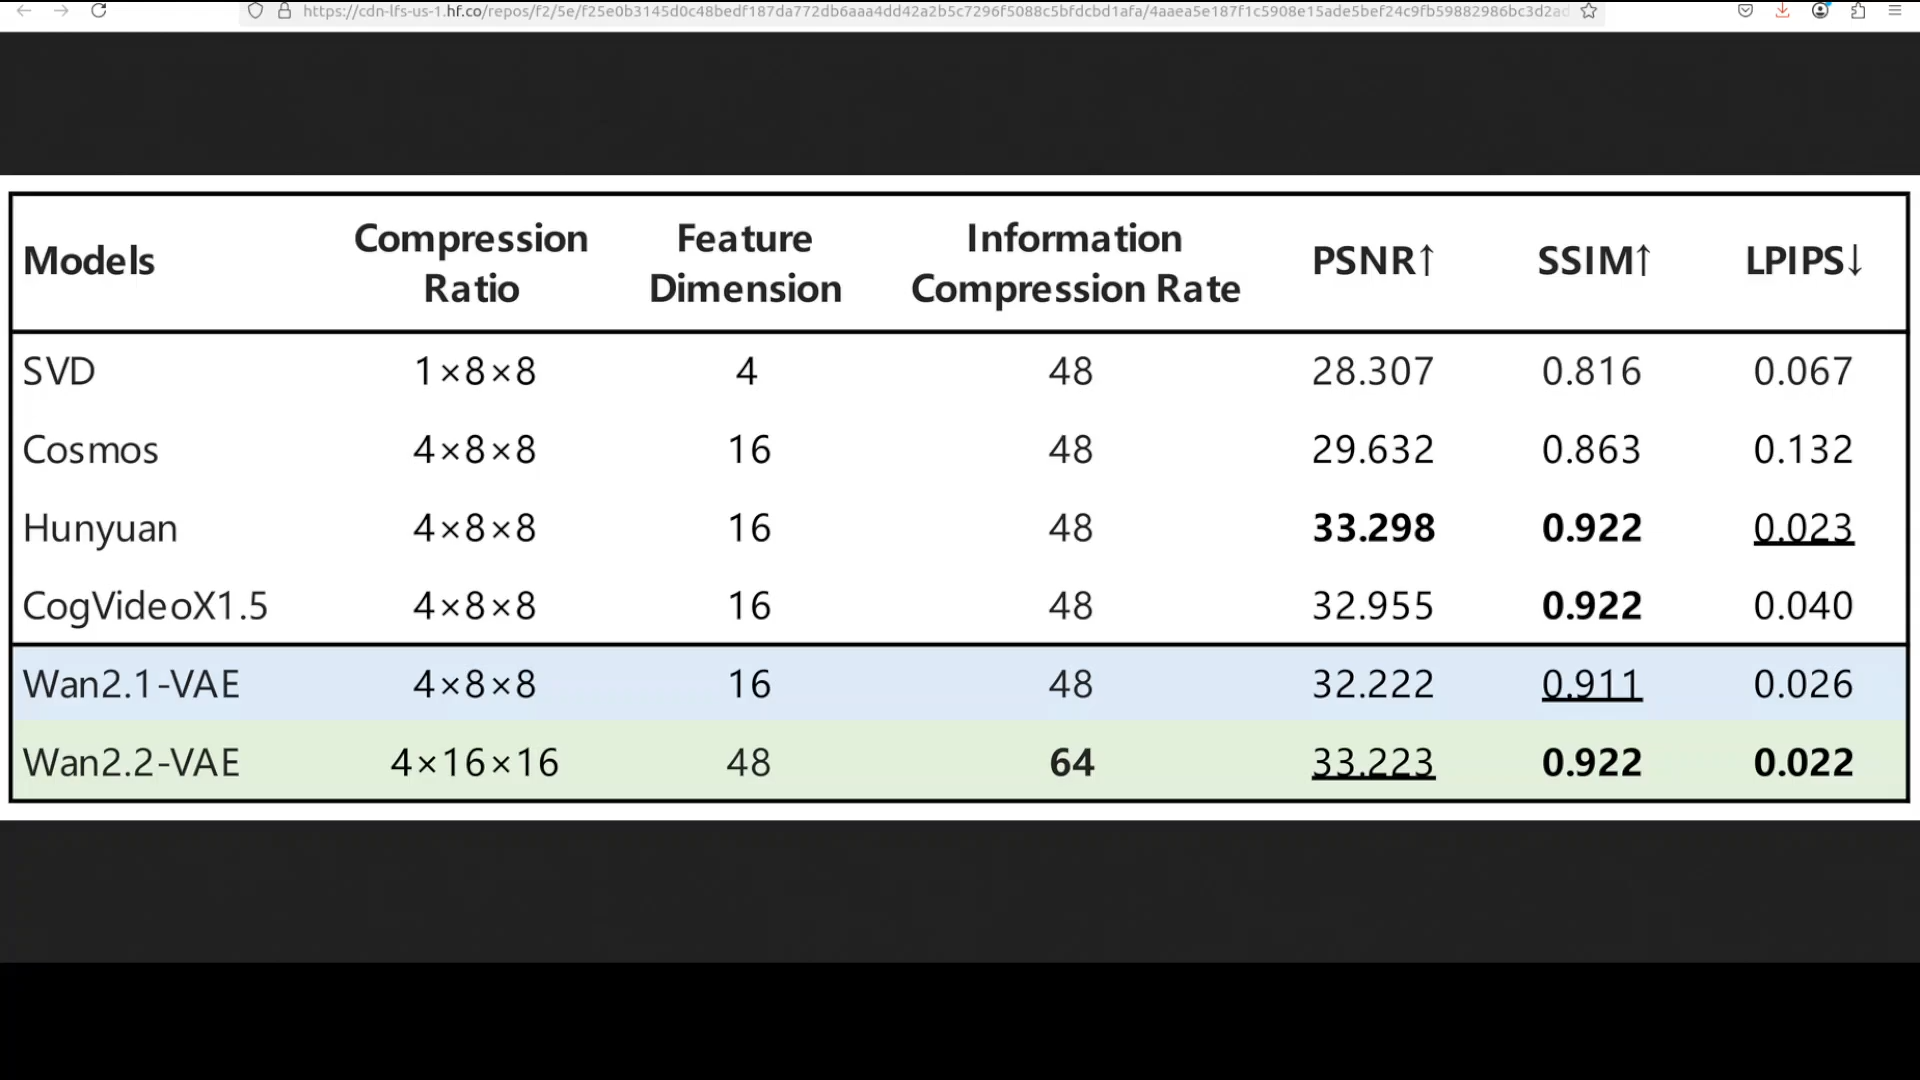 https://cdn-lfs-us-1.hf.co/repos/f2/5e/f25e0b3145d0c48bedf187da772db6aaa4dd42a2b5c7296f5088c5bfdcbd1afa/4aaea5e187f1c5908e15ade5bef24c9fb59882986bc3d2ad
Models Compression Ratio Feature Dimension Information Compression Rate PSNR↑ SSIM↑ LPIPS↓
SVD 1×8×8 4 48 28.307 0.816 0.067
Cosmos 4×8×8 16 48 29.632 0.863 0.132
Hunyuan 4×8×8 16 48 33.298 0.922 0.023
CogVideoX1.5 4×8×8 16 48 32.955 0.922 0.040
Wan2.1-VAE 4×8×8 16 48 32.222 0.911 0.026
Wan2.2-VAE 4×16×16 48 64 33.223 0.922 0.022